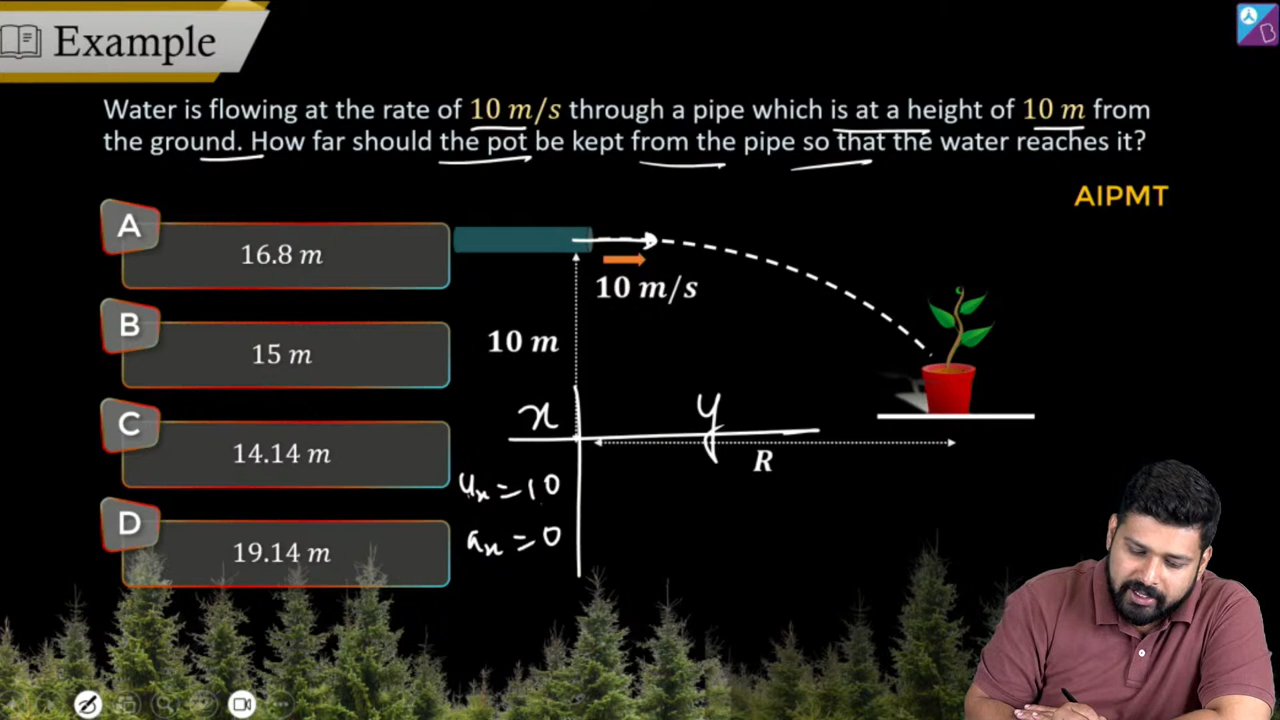 Example
Water is flowing at the rate of 10 m/s through a pipe which is at a height of 10 m from
the ground. How far should the pot be kept from the pipe so that the water reaches it?
AIPMT
A
16.8 m
B
15 m
C
14.14 m
D
19.14 m
10 m/s
10 m
x y
R
u_x = 10
a_x = 0
B